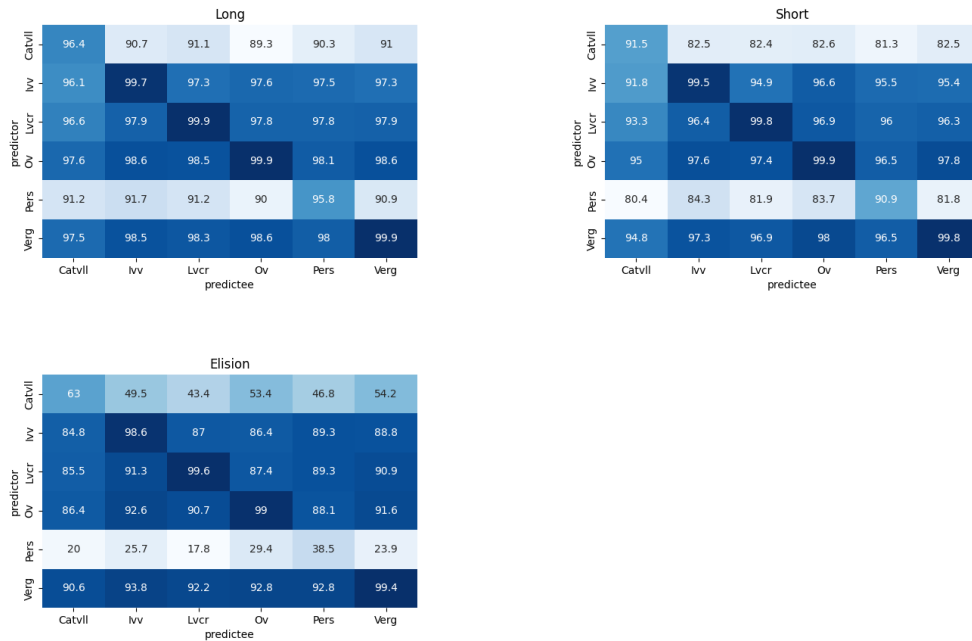 Long
Catvll 96.4 90.7 91.1 89.3 90.3 91
Ivv 96.1 99.7 97.3 97.6 97.5 97.3
Lvcr 96.6 97.9 99.9 97.8 97.8 97.9
Ov 97.6 98.6 98.5 99.9 98.1 98.6
Pers 91.2 91.7 91.2 90 95.8 90.9
Verg 97.5 98.5 98.3 98.6 98 99.9
predictor
Catvll Ivv Lvcr Ov Pers Verg
predictee
Short
Catvll 91.5 82.5 82.4 82.6 81.3 82.5
Ivv 91.8 99.5 94.9 96.6 95.5 95.4
Lvcr 93.3 96.4 99.8 96.9 96 96.3
Ov 95 97.6 97.4 99.9 96.5 97.8
Pers 80.4 84.3 81.9 83.7 90.9 81.8
Verg 94.8 97.3 96.9 98 96.5 99.8
predictor
Catvll Ivv Lvcr Ov Pers Verg
predictee
Elision
Catvll 63 49.5 43.4 53.4 46.8 54.2
Ivv 84.8 98.6 87 86.4 89.3 88.8
Lvcr 85.5 91.3 99.6 87.4 89.3 90.9
Ov 86.4 92.6 90.7 99 88.1 91.6
Pers 20 25.7 17.8 29.4 38.5 23.9
Verg 90.6 93.8 92.2 92.8 92.8 99.4
predictor
Catvll Ivv Lvcr Ov Pers Verg
predictee